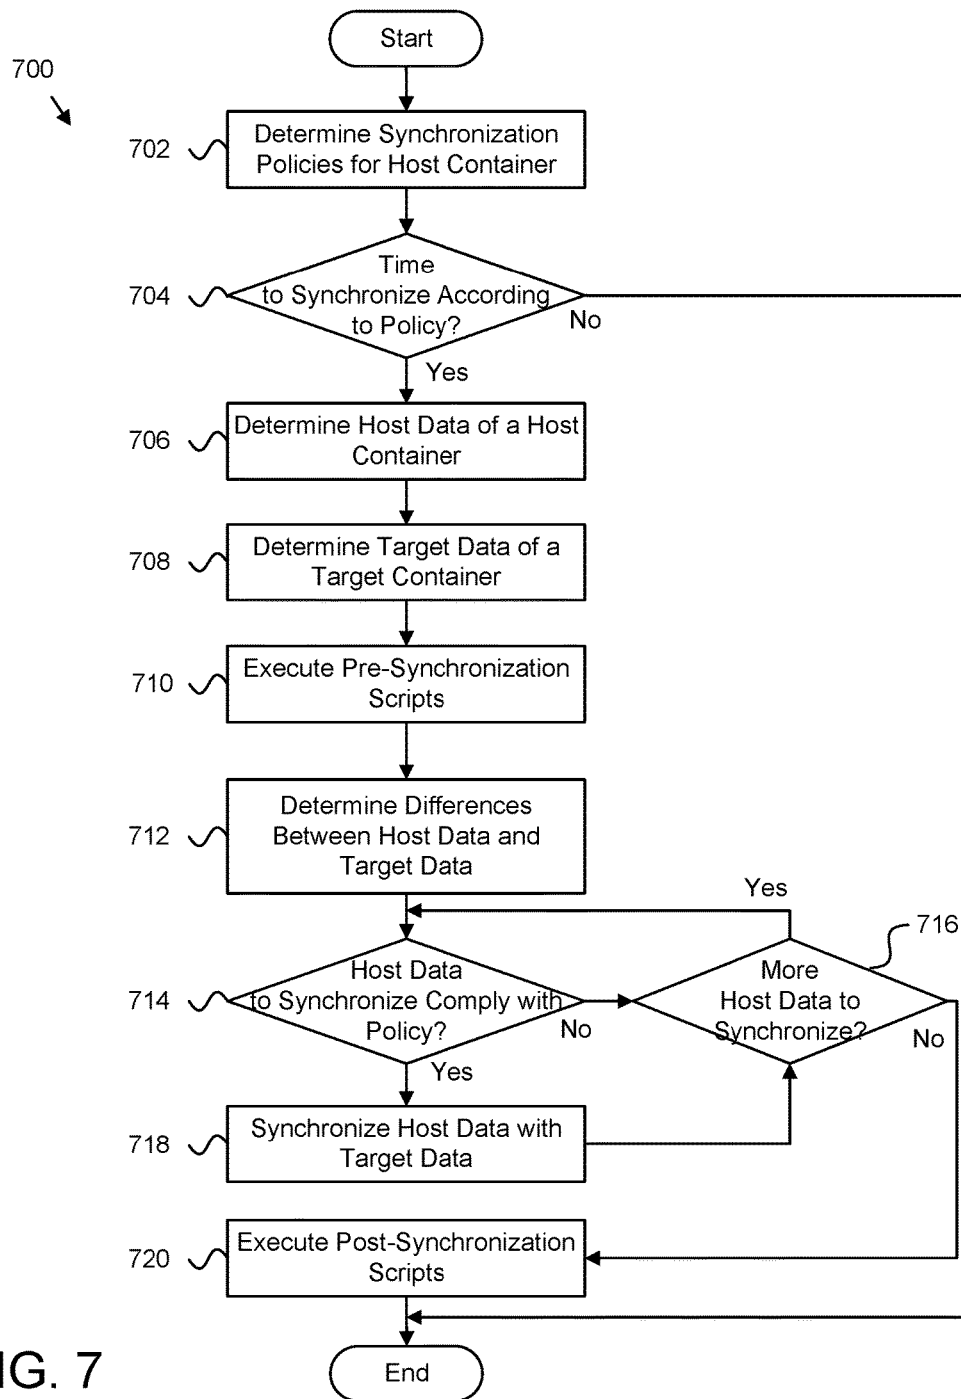 Start
700
702
Determine Synchronization
Policies for Host Container
Time
704
to Synchronize According
to Policy?
No
Yes
706
Determine Host Data of a Host
Container
708
Determine Target Data of a
Target Container
710
Execute Pre-Synchronization
Scripts
712
Determine Differences
Between Host Data and
Target Data
Yes
716
714
Host Data
to Synchronize Comply with
Policy?
No
More
Host Data to
Synchronize?
No
Yes
718
Synchronize Host Data with
Target Data
720
Execute Post-Synchronization
Scripts
End
IG. 7